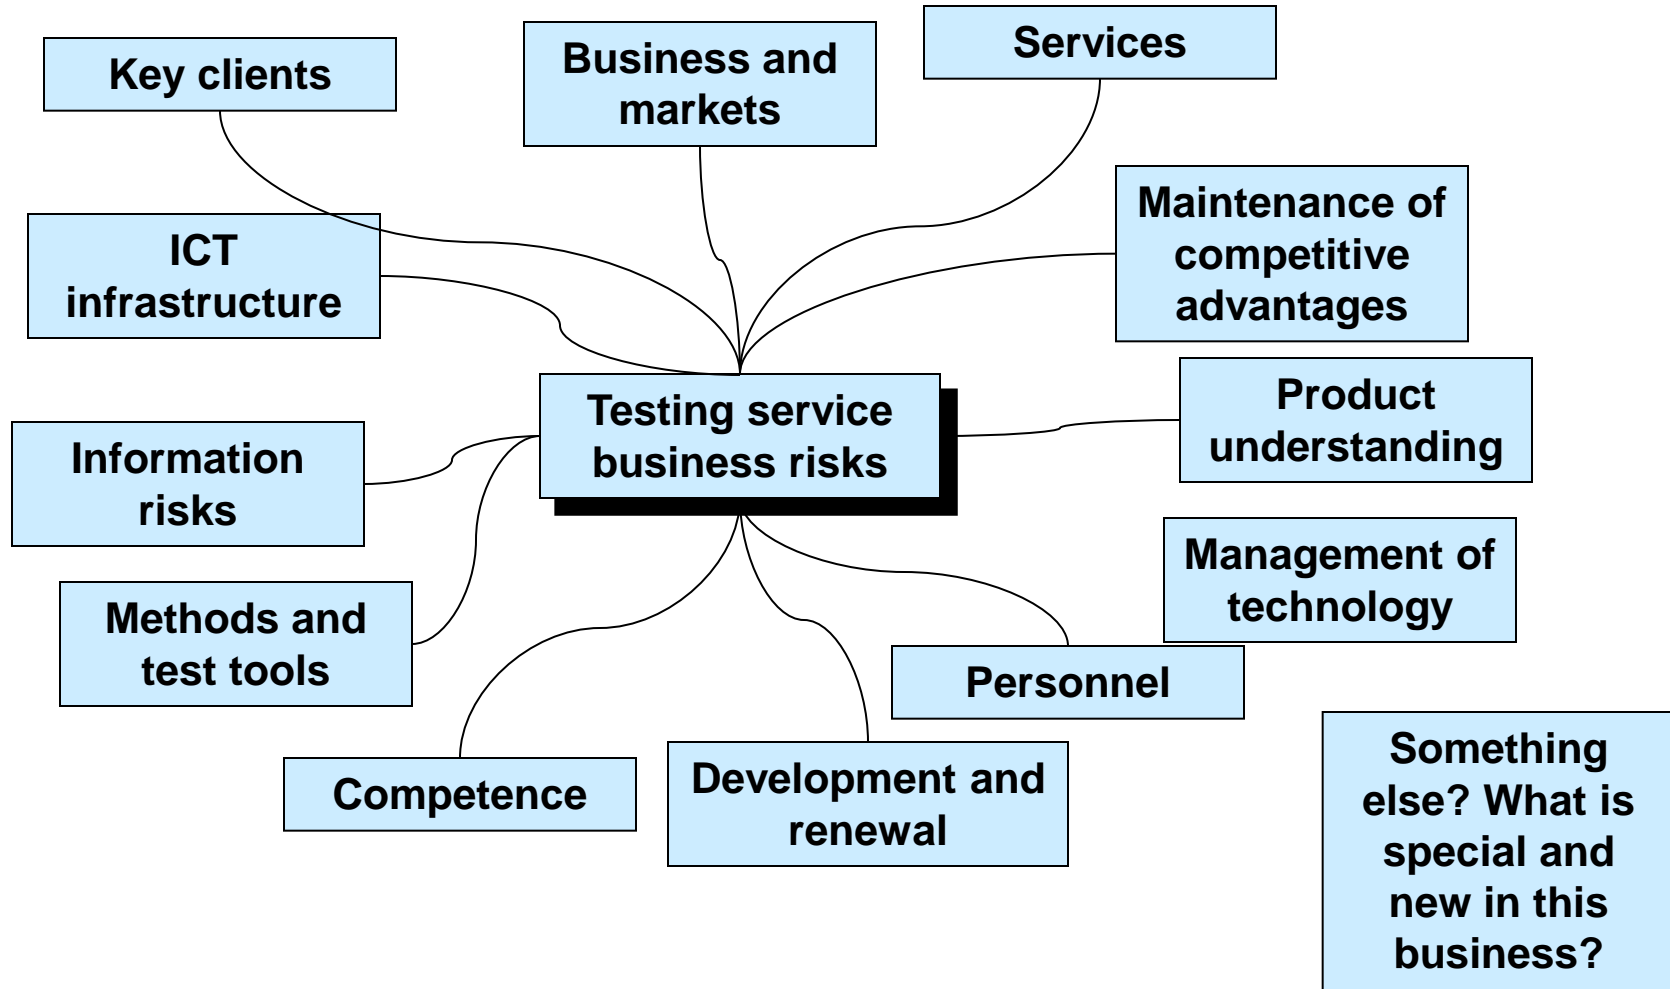 Key clients
Business and
markets
Services
ICT
infrastructure
Maintenance of
competitive
advantages
Testing service
business risks
Product
understanding
Information
risks
Management of
technology
Methods and
test tools
Personnel
Competence
Development and
renewal
Something
else? What is
special and
new in this
business?